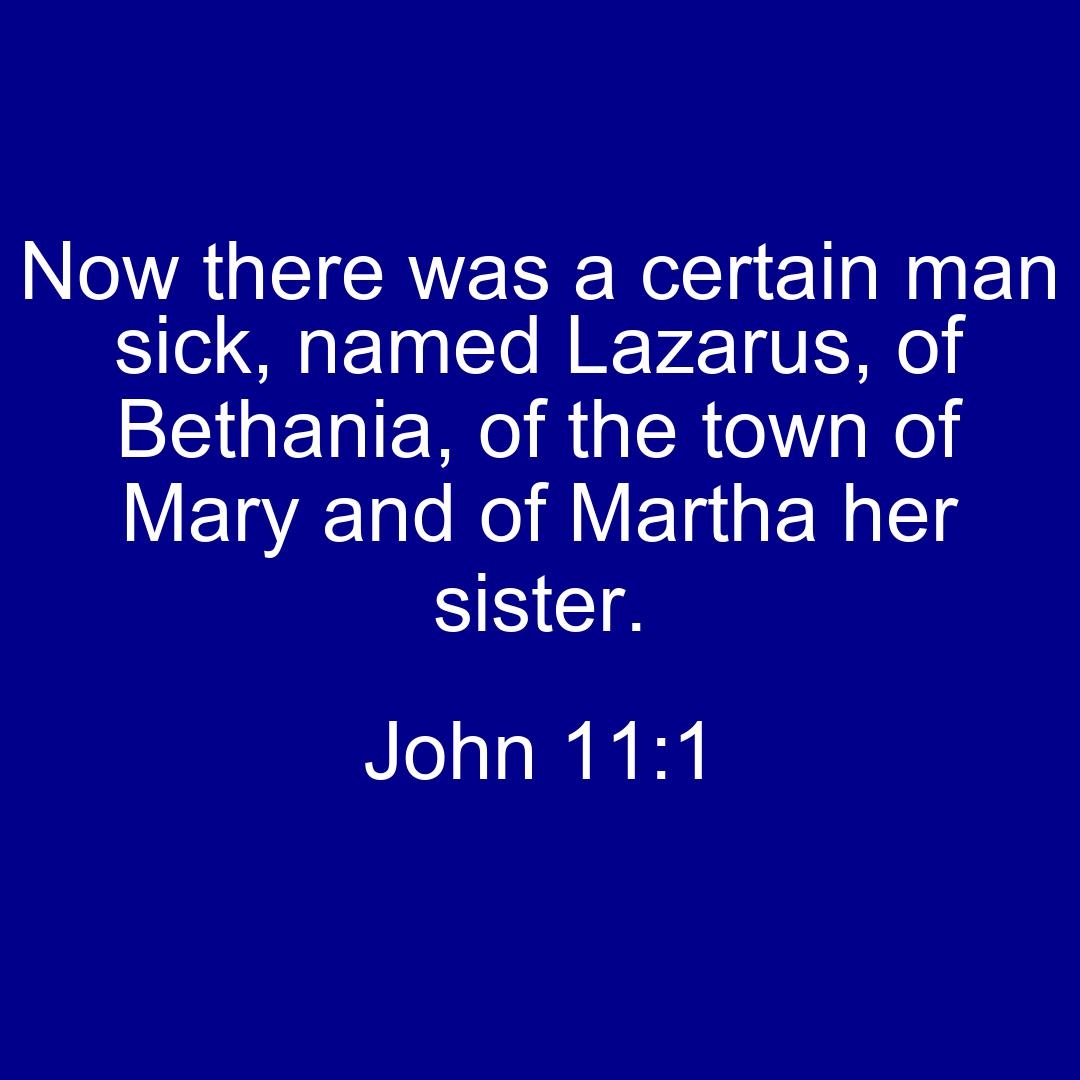 Now there was a certain man
sick, named Lazarus, of
Bethania, of the town of
Mary and of Martha her
sister.
John 11:1